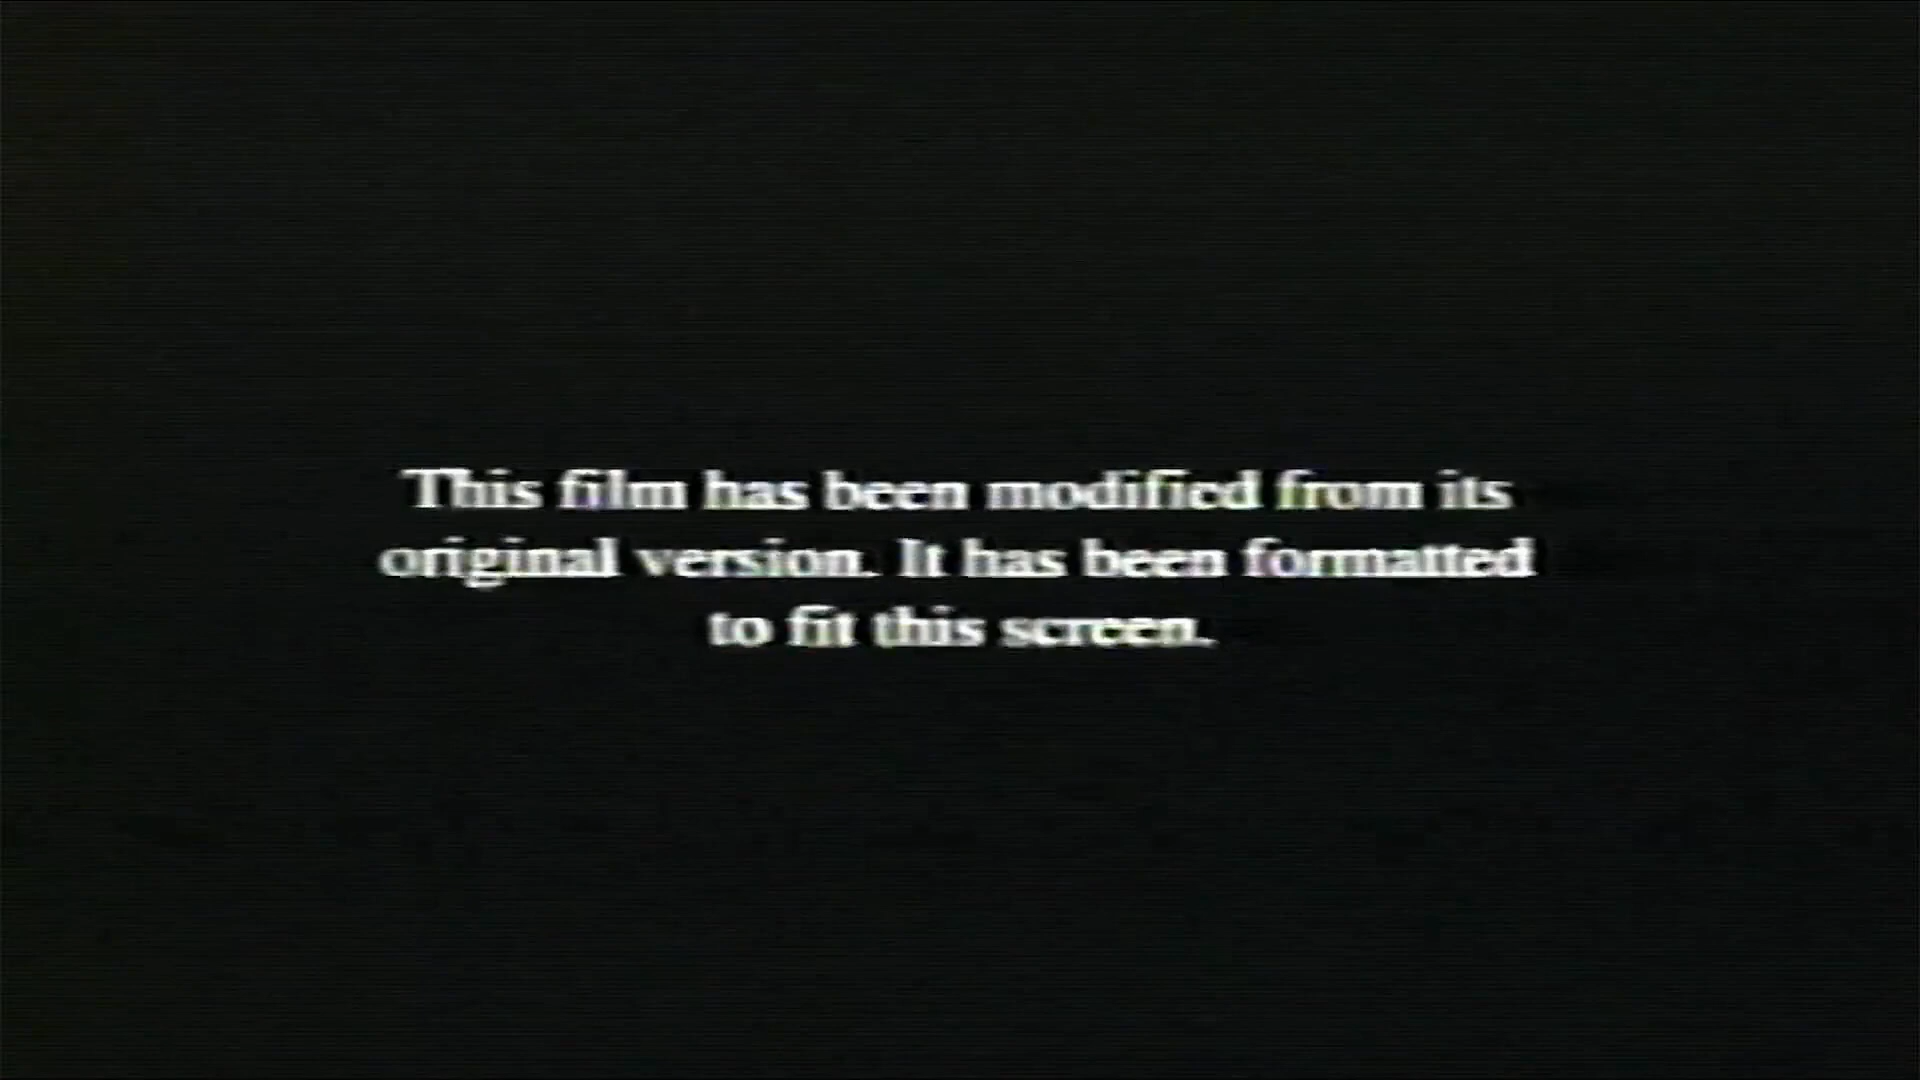 This film has been modified from its
original version. It has been formatted
to fit this screen.